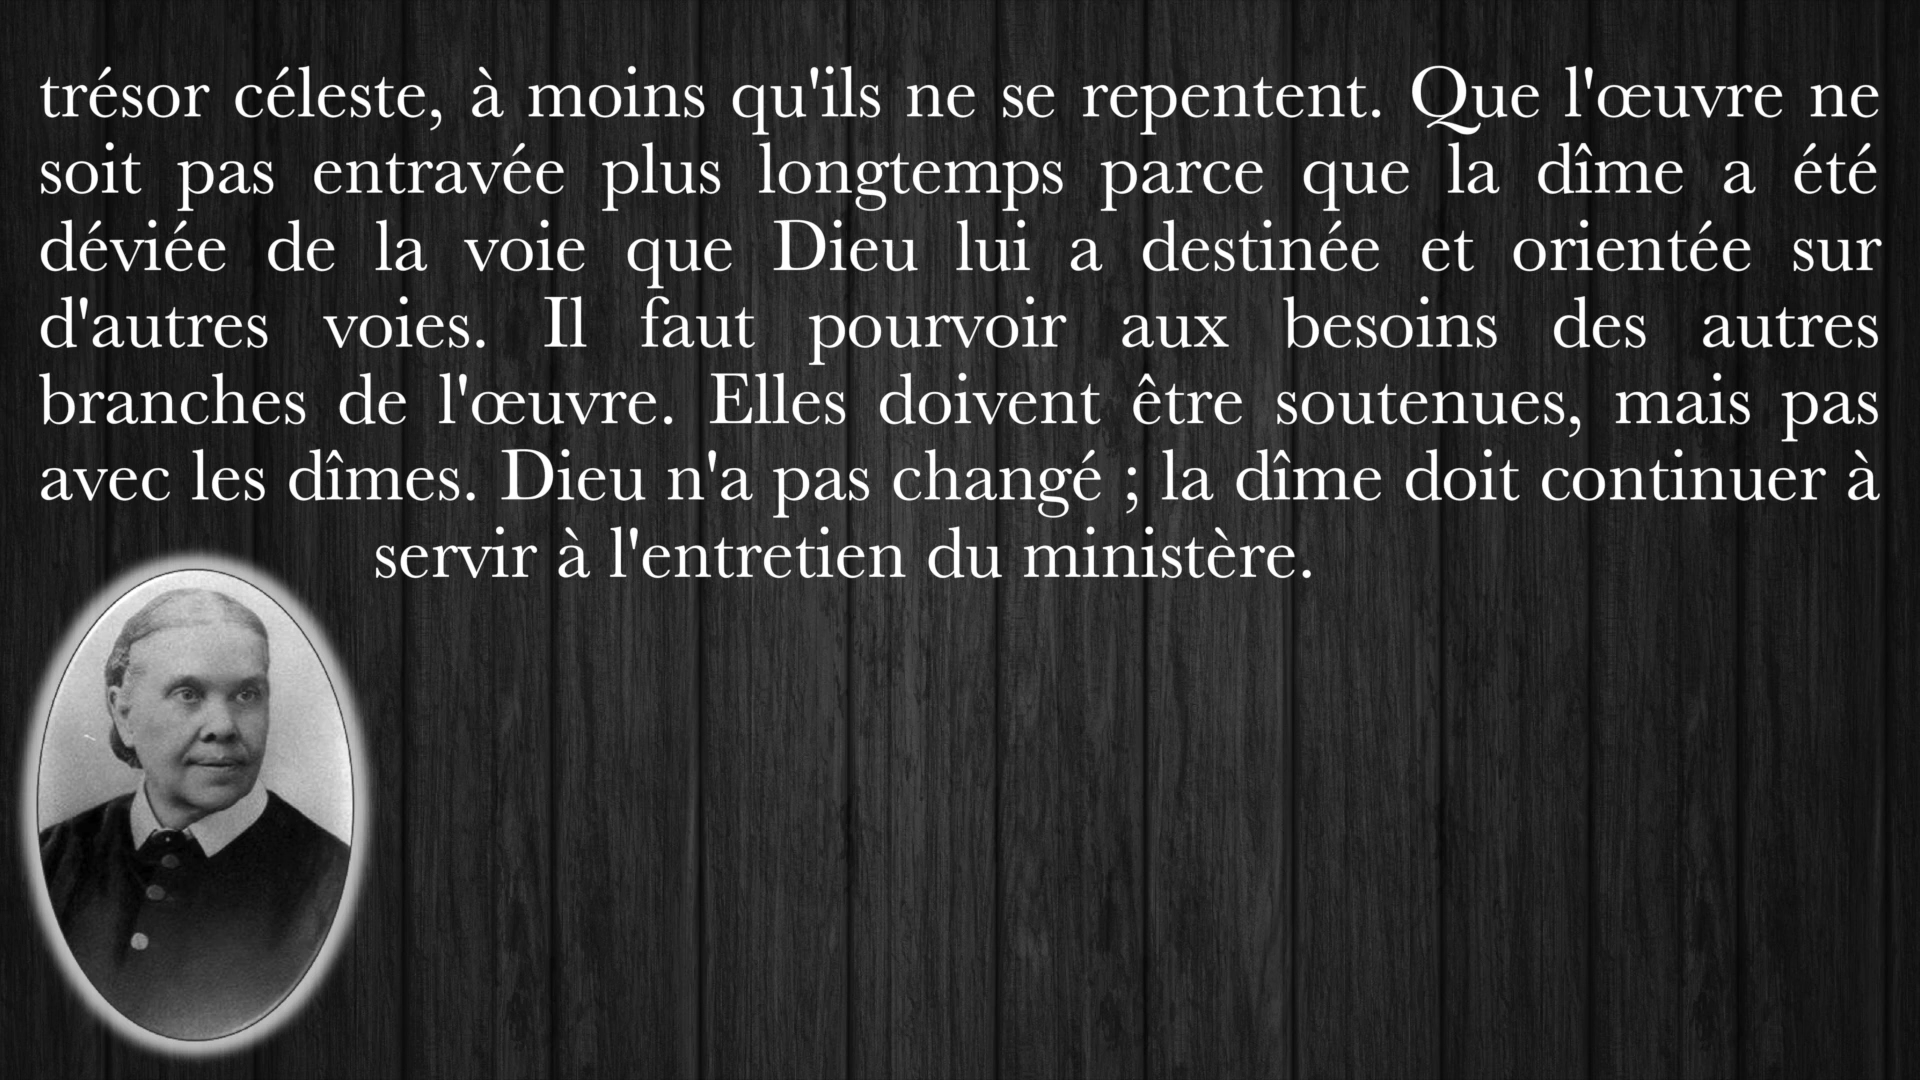 trésor céleste, à moins qu'ils ne se repentent. Que l'œuvre ne
soit pas entravée plus longtemps parce que la dîme a été
déviée de la voie que Dieu lui a destinée et orientée sur
d'autres voies. Il faut pourvoir aux besoins des autres
branches de l'œuvre. Elles doivent être soutenues, mais pas
avec les dîmes. Dieu n'a pas changé ; la dîme doit continuer à
servir à l'entretien du ministère.